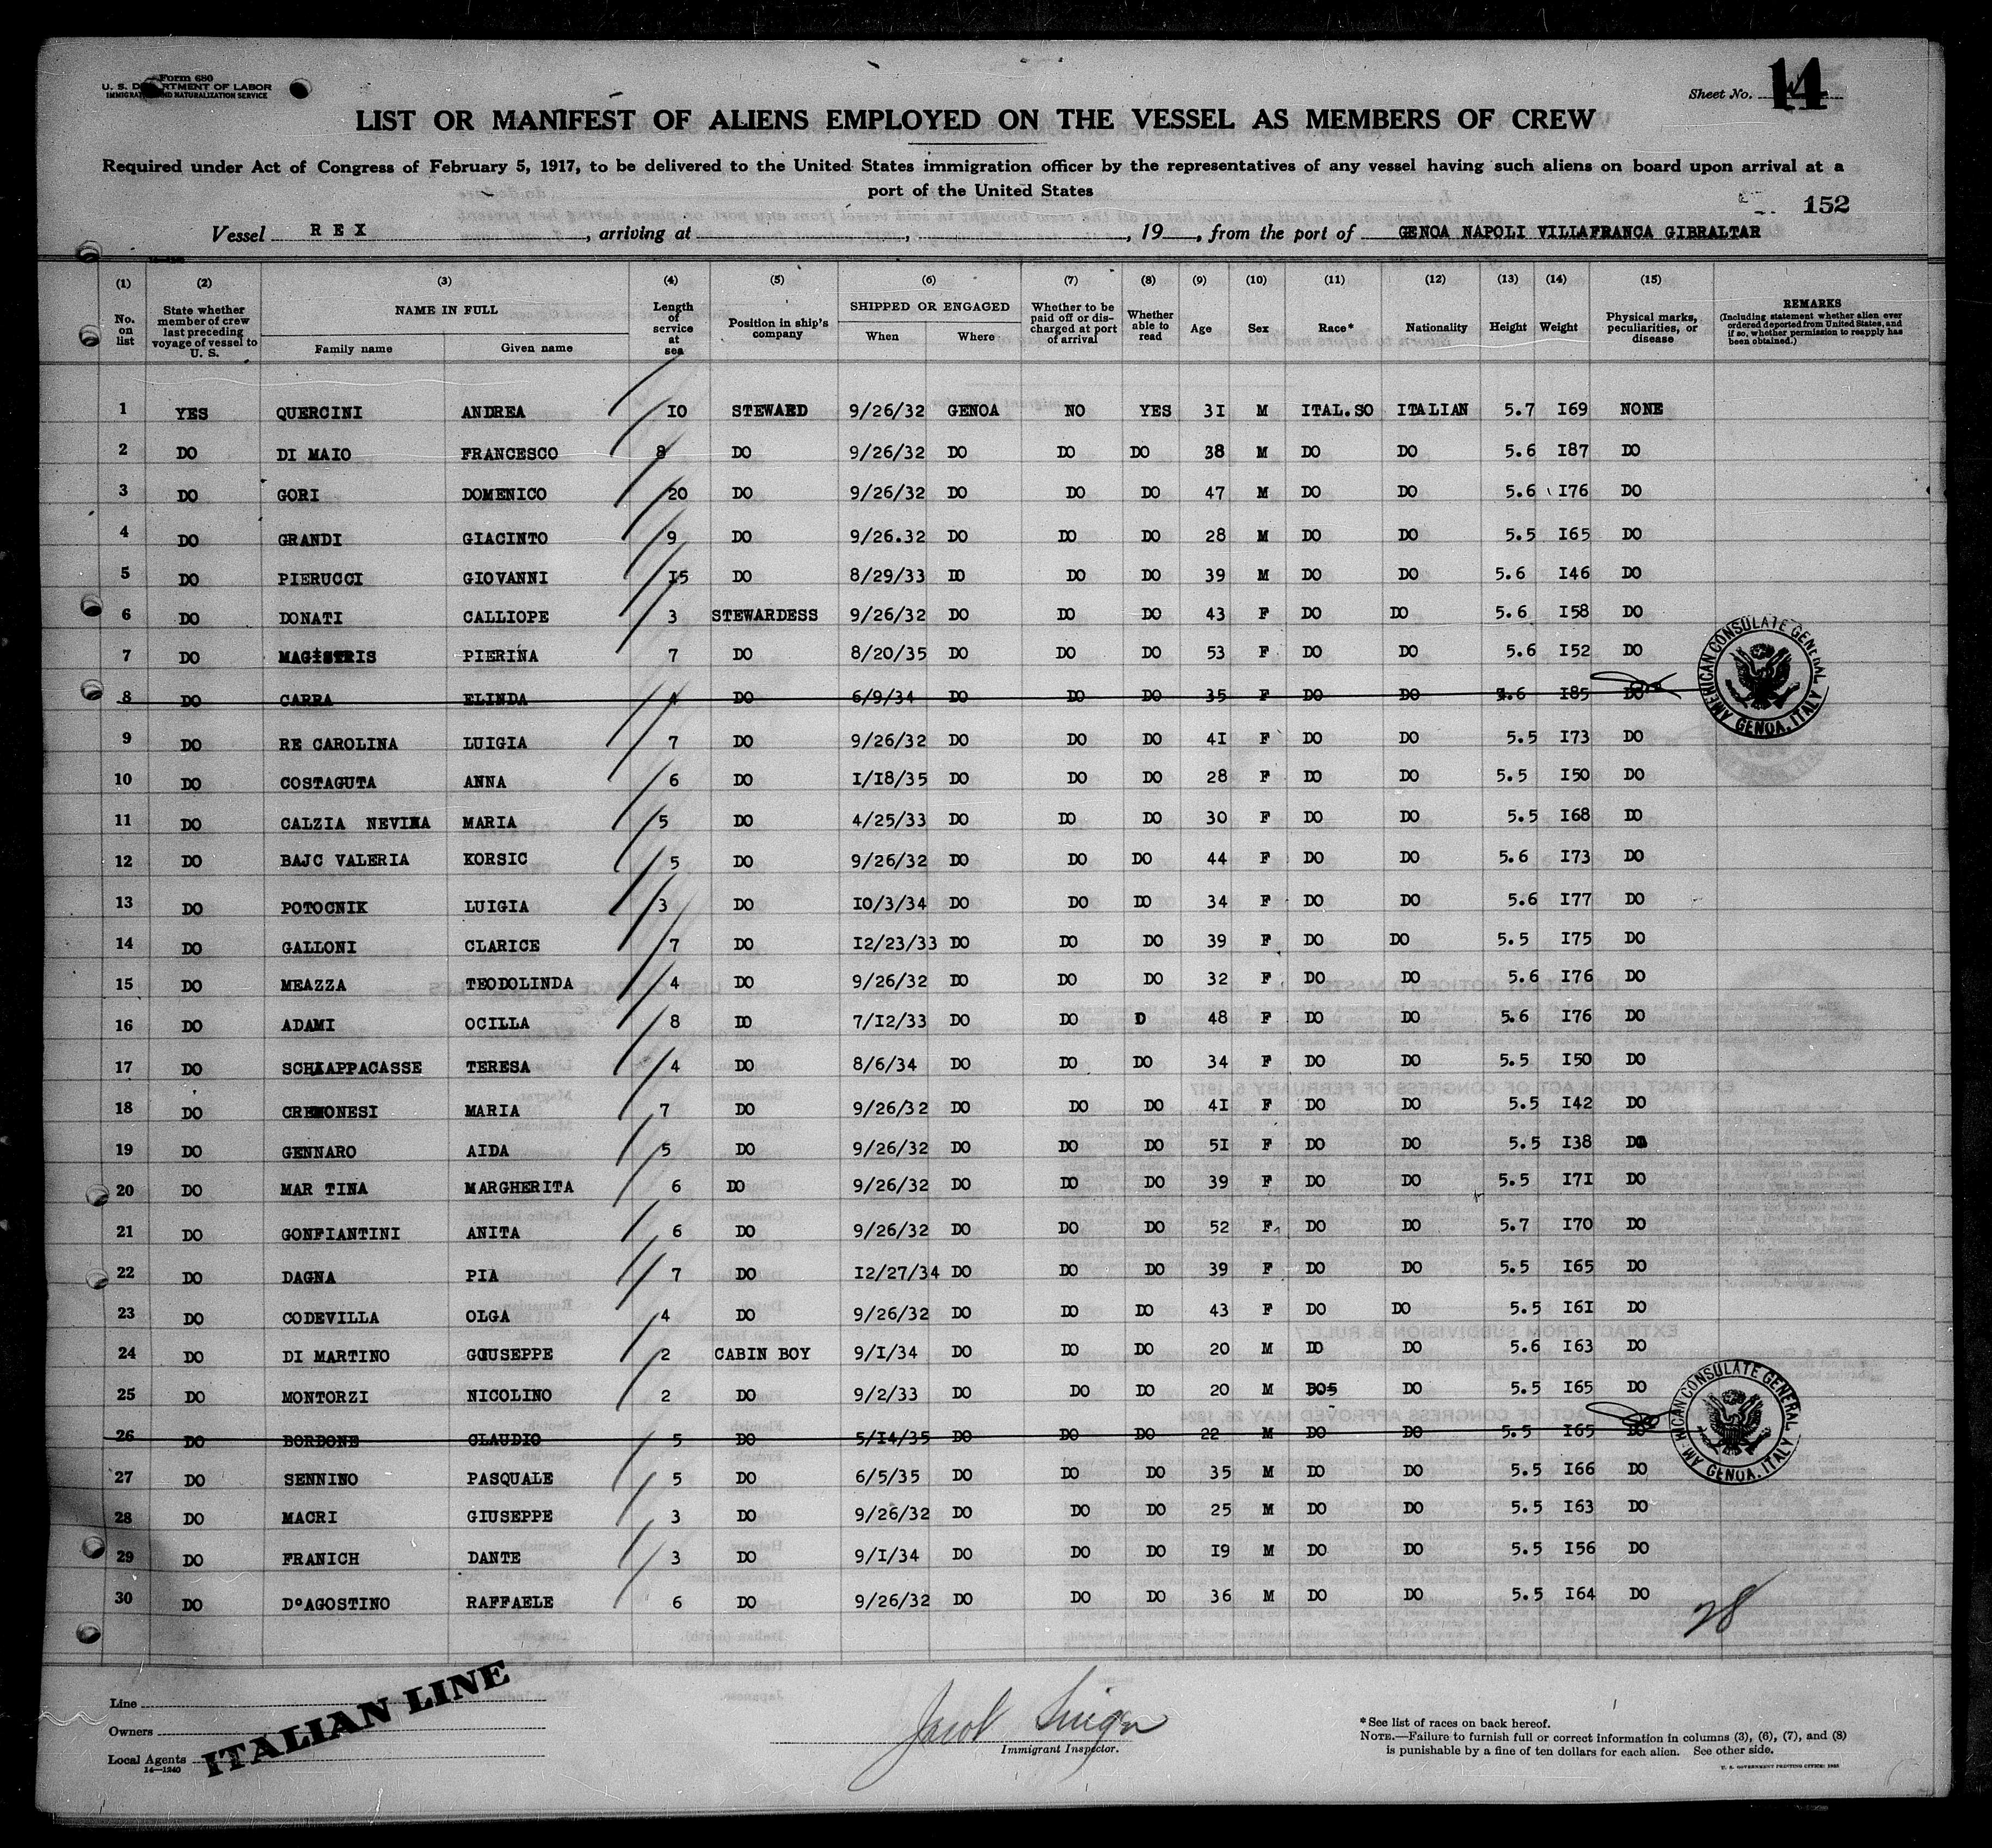 Form 680
U. S. DEPARTMENT OF LABOR
IMMIGRATION AND NATURALIZATION SERVICE
Sheet No. 14
LIST OR MANIFEST OF ALIENS EMPLOYED ON THE VESSEL AS MEMBERS OF CREW
Required under Act of Congress of February 5, 1917, to be delivered to the United States immigration officer by the representatives of any vessel having such aliens on board upon arrival at a
port of the United States
152
Vessel REX, arriving at , , 19 , from the port of GENOA NAPOLI VILLAFRANCA GIBRALTAR
(1) (2) (3) (4) (5) (6) (7) (8) (9) (10) (11) (12) (13) (14) (15)
No. on list
State whether member of crew last preceding voyage of vessel to U. S.
NAME IN FULL
Family name
Given name
Length of service at sea
Position in ship's company
SHIPPED OR ENGAGED
When
Where
Whether to be paid off or discharged at port of arrival
Whether able to read
Age
Sex
Race*
Nationality
Height
Weight
Physical marks, peculiarities, or disease
REMARKS
(Including statement whether alien ever ordered deported from United States, and if so, whether permission to reapply has been obtained.)
1 YES QUERCINI ANDREA 10 STEWARD 9/26/32 GENOA NO YES 31 M ITAL.SO ITALIAN 5.7 169 NONE
2 DO DI MAIO FRANCESCO 8 DO 9/26/32 DO DO DO 38 M DO DO 5.6 187 DO
3 DO GORI DOMENICO 20 DO 9/26/32 DO DO DO 47 M DO DO 5.6 176 DO
4 DO GRANDI GIACINTO 9 DO 9/26.32 DO DO DO 28 M DO DO 5.5 165 DO
5 DO PIERUCCI GIOVANNI 15 DO 8/29/33 DO DO DO 39 M DO DO 5.6 146 DO
6 DO DONATI CALLIOPE 3 STEWARDESS 9/26/32 DO DO DO 43 F DO DO 5.6 158 DO
7 DO MAGISTRIS PIERINA 7 DO 8/20/35 DO DO DO 53 F DO DO 5.6 152 DO
8 DO CARRA ELINDA 4 DO 6/9/34 DO DO DO 35 F DO DO 5.6 185 DO
AMERICAN CONSULATE GENERAL GENOA, ITALY
9 DO RE CAROLINA LUIGIA 7 DO 9/26/32 DO DO DO 41 F DO DO 5.5 173 DO
10 DO COSTAGUTA ANNA 6 DO 1/18/35 DO DO DO 28 F DO DO 5.5 150 DO
11 DO CALZIA NEVINA MARIA 5 DO 4/25/33 DO DO DO 30 F DO DO 5.5 168 DO
12 DO BAJC VALERIA KORSIC 5 DO 9/26/32 DO DO DO 44 F DO DO 5.6 173 DO
13 DO POTOCNIK LUIGIA 3 DO 10/3/34 DO DO DO 34 F DO DO 5.6 177 DO
14 DO GALLONI CLARICE 7 DO 12/23/33 DO DO DO 39 F DO DO 5.5 175 DO
15 DO MEAZZA TEODOLINDA 4 DO 9/26/32 DO DO DO 32 F DO DO 5.6 176 DO
16 DO ADAMI OCILLA 8 DO 7/12/33 DO DO D 48 F DO DO 5.6 176 DO
17 DO SCHIAPPACASSE TERESA 4 DO 8/6/34 DO DO DO 34 F DO DO 5.5 150 DO
18 DO CREMONESI MARIA 7 DO 9/26/32 DO DO DO 41 F DO DO 5.5 142 DO
19 DO GENNARO AIDA 5 DO 9/26/32 DO DO DO 51 F DO DO 5.5 138 DO
20 DO MAR TINA MARGHERITA 6 DO 9/26/32 DO DO DO 39 F DO DO 5.5 171 DO
21 DO GONFIANTINI ANITA 6 DO 9/26/32 DO DO DO 52 F DO DO 5.7 170 DO
22 DO DAGNA PIA 7 DO 12/27/34 DO DO DO 39 F DO DO 5.5 165 DO
23 DO CODEVILLA OLGA 4 DO 9/26/32 DO DO DO 43 F DO DO 5.5 161 DO
24 DO DI MARTINO GIUSEPPE 2 CABIN BOY 9/1/34 DO DO DO 20 M DO DO 5.6 163 DO
25 DO MONTORZI NICOLINO 2 DO 9/2/33 DO DO DO 20 M DO DO 5.5 165 DO
26 DO BORDONE CLAUDIO 5 DO 5/14/35 DO DO DO 22 M DO DO 5.5 165 DO
AMERICAN CONSULATE GENERAL GENOA, ITALY
27 DO SENNINO PASQUALE 5 DO 6/5/35 DO DO DO 35 M DO DO 5.5 166 DO
28 DO MACRI GIUSEPPE 3 DO 9/26/32 DO DO DO 25 M DO DO 5.5 163 DO
29 DO FRANICH DANTE 3 DO 9/1/34 DO DO DO 19 M DO DO 5.5 156 DO
30 DO D°AGOSTINO RAFFAELE 6 DO 9/26/32 DO DO DO 36 M DO DO 5.5 164 DO
28
Line
Owners
Local Agents
14—1240
ITALIAN LINE
Jacob Singer
Immigrant Inspector.
*See list of races on back hereof.
NOTE.—Failure to furnish full or correct information in columns (3), (6), (7), and (8)
is punishable by a fine of ten dollars for each alien. See other side.
U. S. GOVERNMENT PRINTING OFFICE: